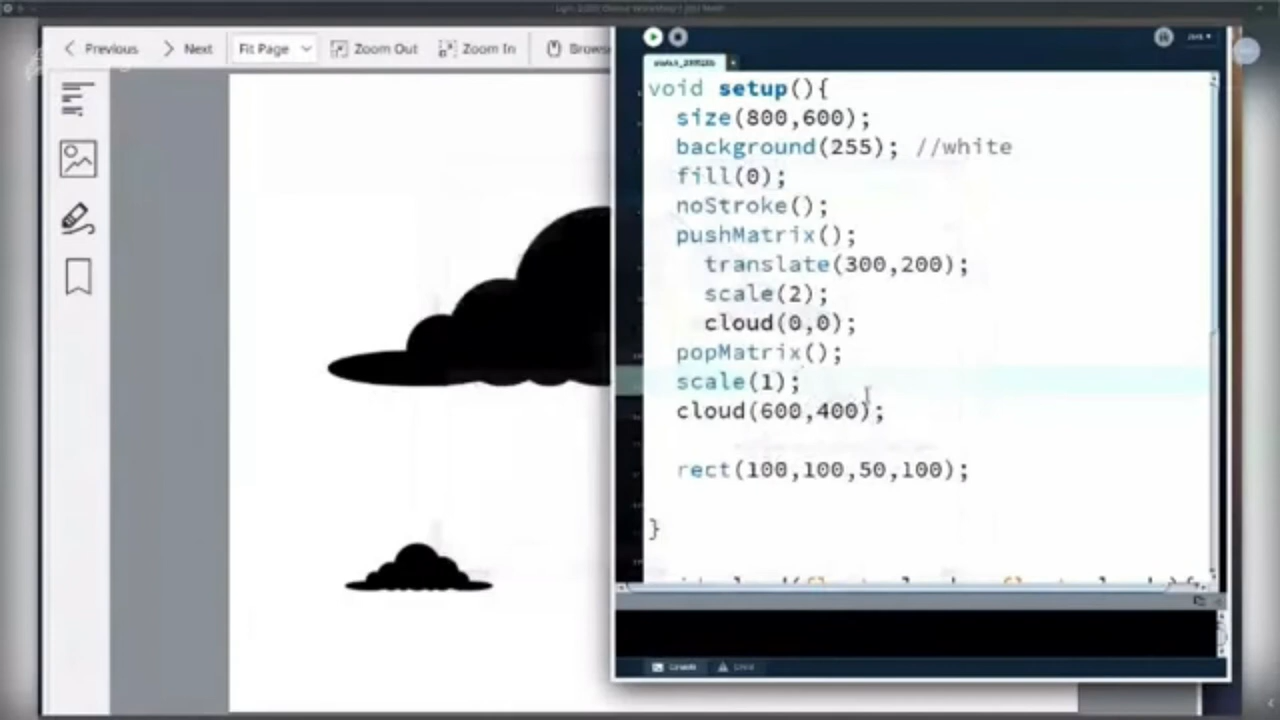 Previous
Next
Fit Page
Zoom Out
Zoom In
void setup(){
size(800,600);
background(255); //white
fill(0);
noStroke();
pushMatrix();
translate(300,200);
scale(2);
cloud(0,0);
popMatrix();
scale(1);
cloud(600,400);
rect(100,100,50,100);
}
Console